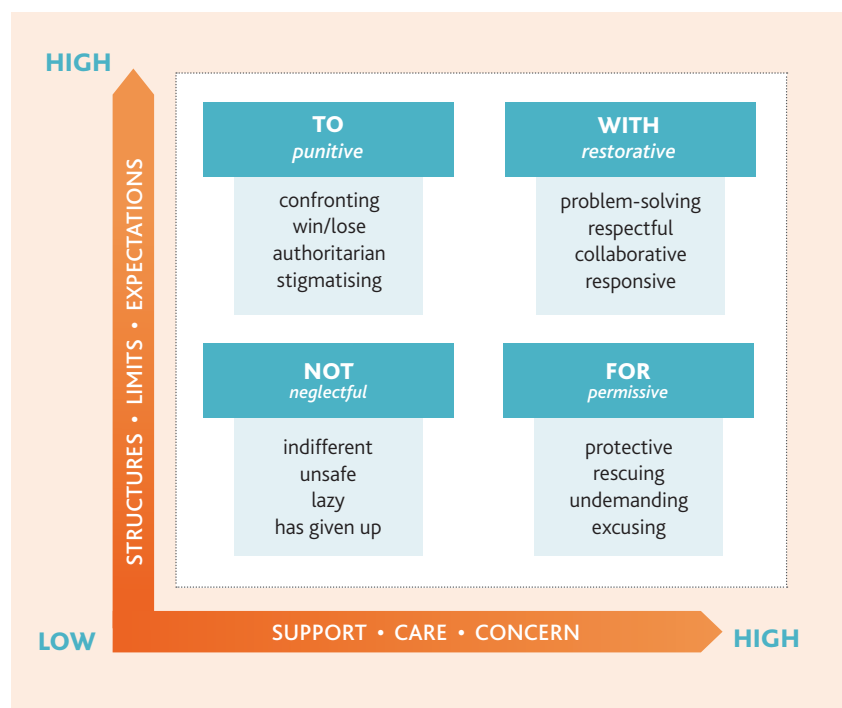 HIGH
STRUCTURES • LIMITS • EXPECTATIONS
TO
punitive
confronting
win/lose
authoritarian
stigmatising
WITH
restorative
problem-solving
respectful
collaborative
responsive
NOT
neglectful
indifferent
unsafe
lazy
has given up
FOR
permissive
protective
rescuing
undemanding
excusing
LOW
SUPPORT • CARE • CONCERN
HIGH